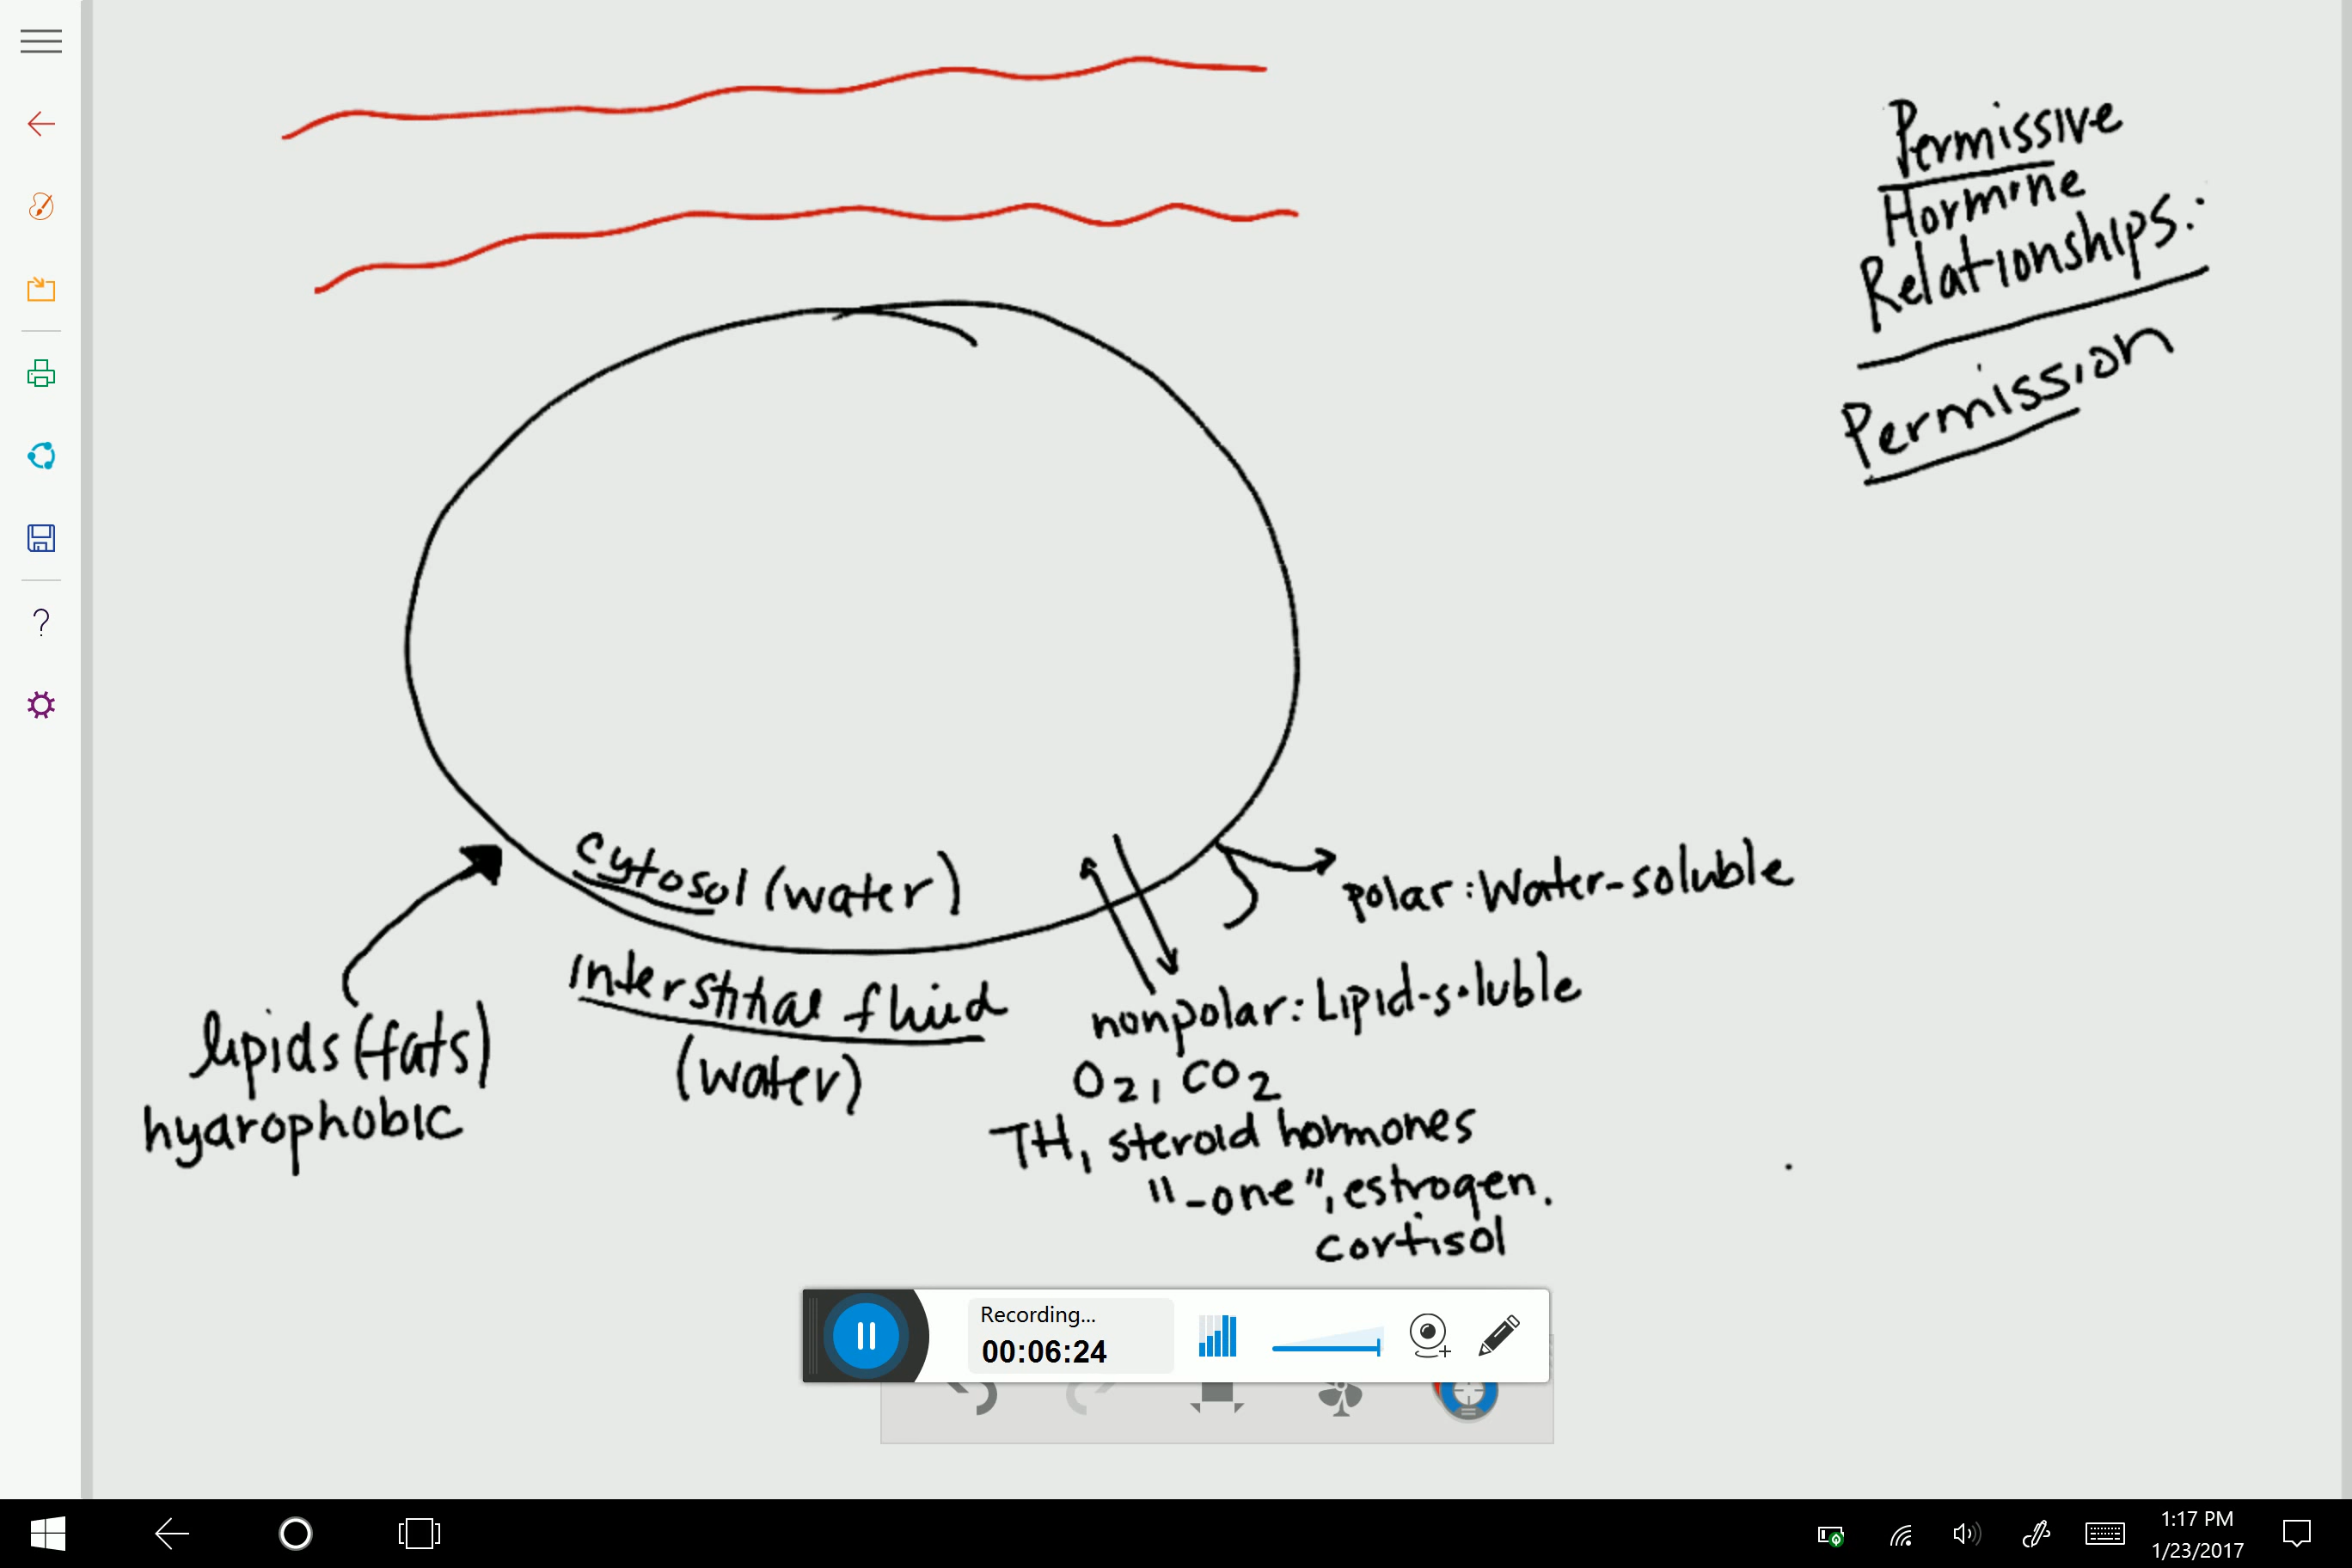 Permissive
Hormone
Relationships:
Permission
cytosol (water)
polar: Water-soluble
Interstitial fluid
(water)
nonpolar: Lipid-soluble
lipids (fats)
hydrophobic
O2, CO2
TH, steroid hormones
"-one", estrogen.
cortisol
Recording...
00:06:24
1:17 PM
1/23/2017